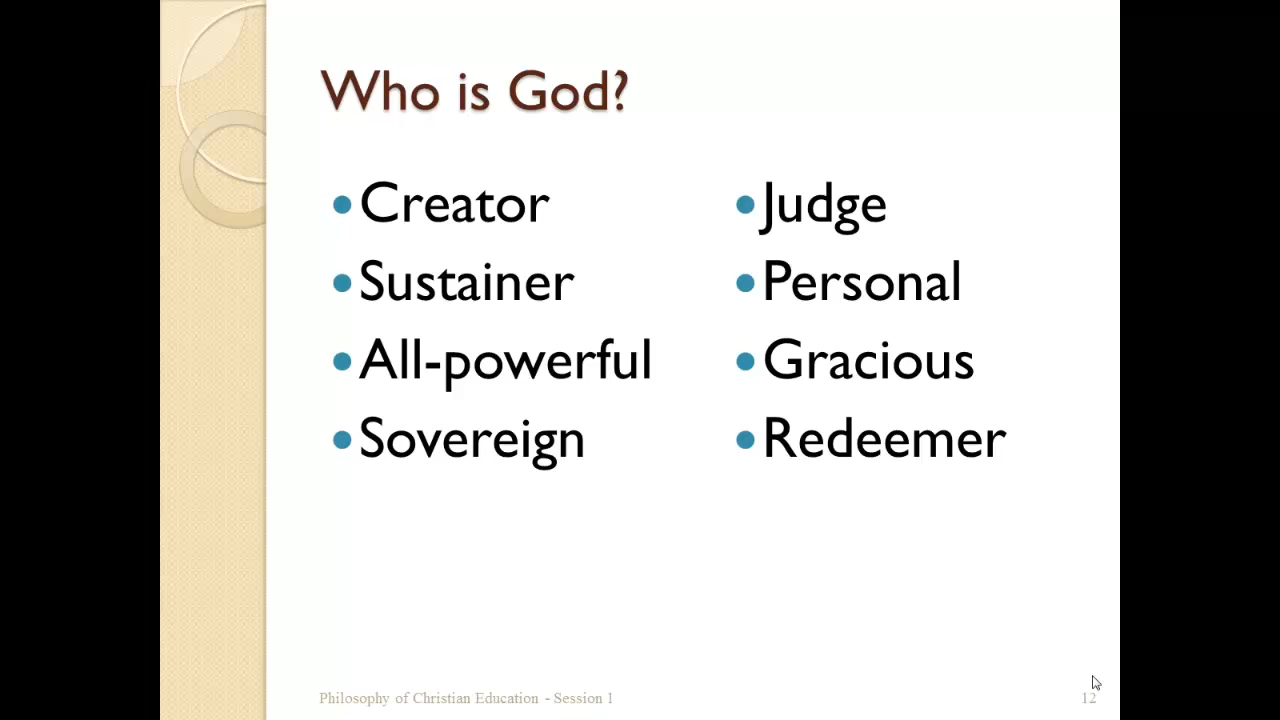 Who is God?
• Creator
• Sustainer
• All-powerful
• Sovereign
• Judge
• Personal
• Gracious
• Redeemer
Philosophy of Christian Education - Session 1
12